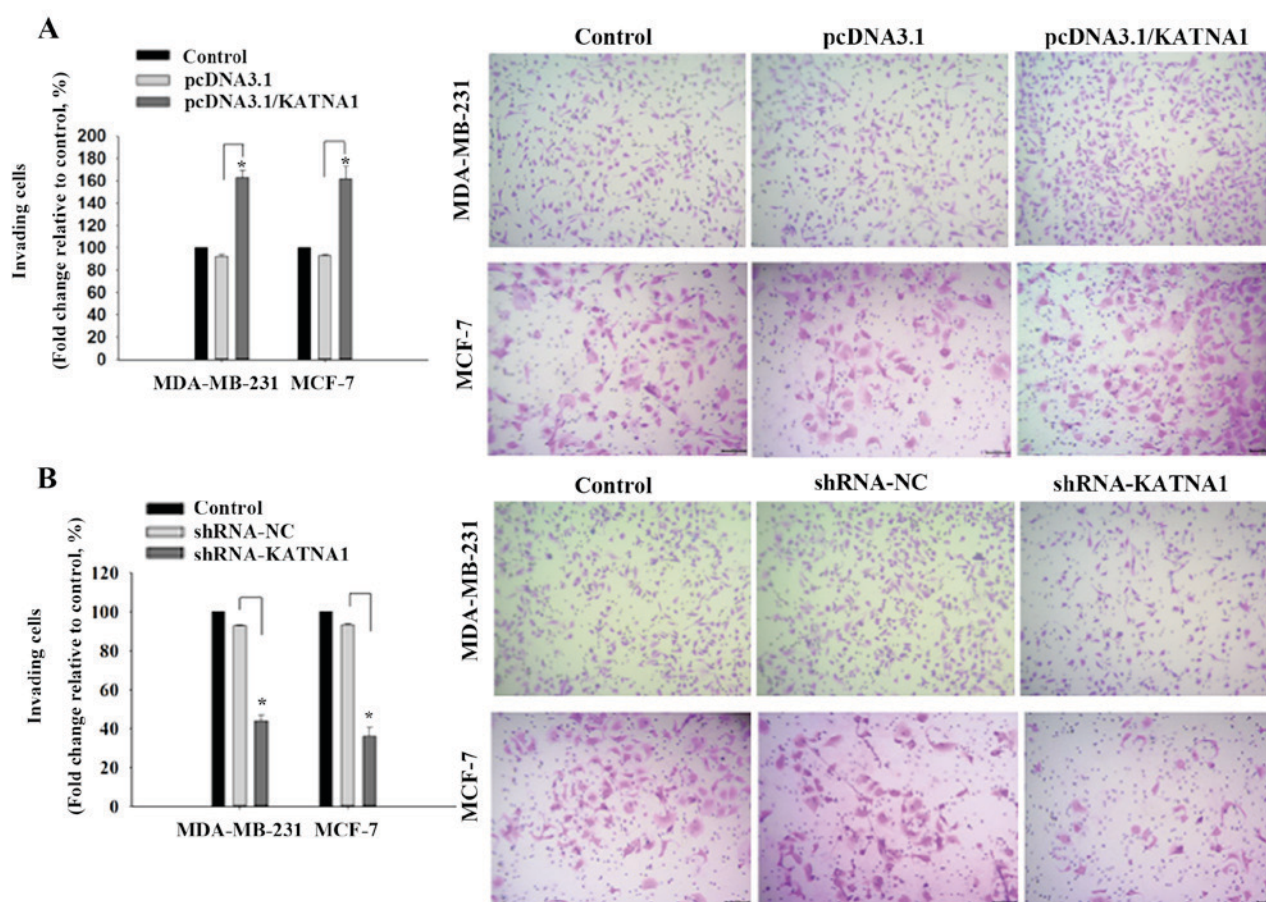 A
Control
pcDNA3.1
pcDNA3.1/KATNA1
Invading cells
(Fold change relative to control, %)
200
180
160
140
120
100
80
60
40
20
0
*
*
MDA-MB-231 MCF-7
Control pcDNA3.1 pcDNA3.1/KATNA1
MDA-MB-231
MCF-7
B
Control
shRNA-NC
shRNA-KATNA1
Invading cells
(Fold change relative to control, %)
120
100
80
60
40
20
0
*
*
MDA-MB-231 MCF-7
Control shRNA-NC shRNA-KATNA1
MDA-MB-231
MCF-7